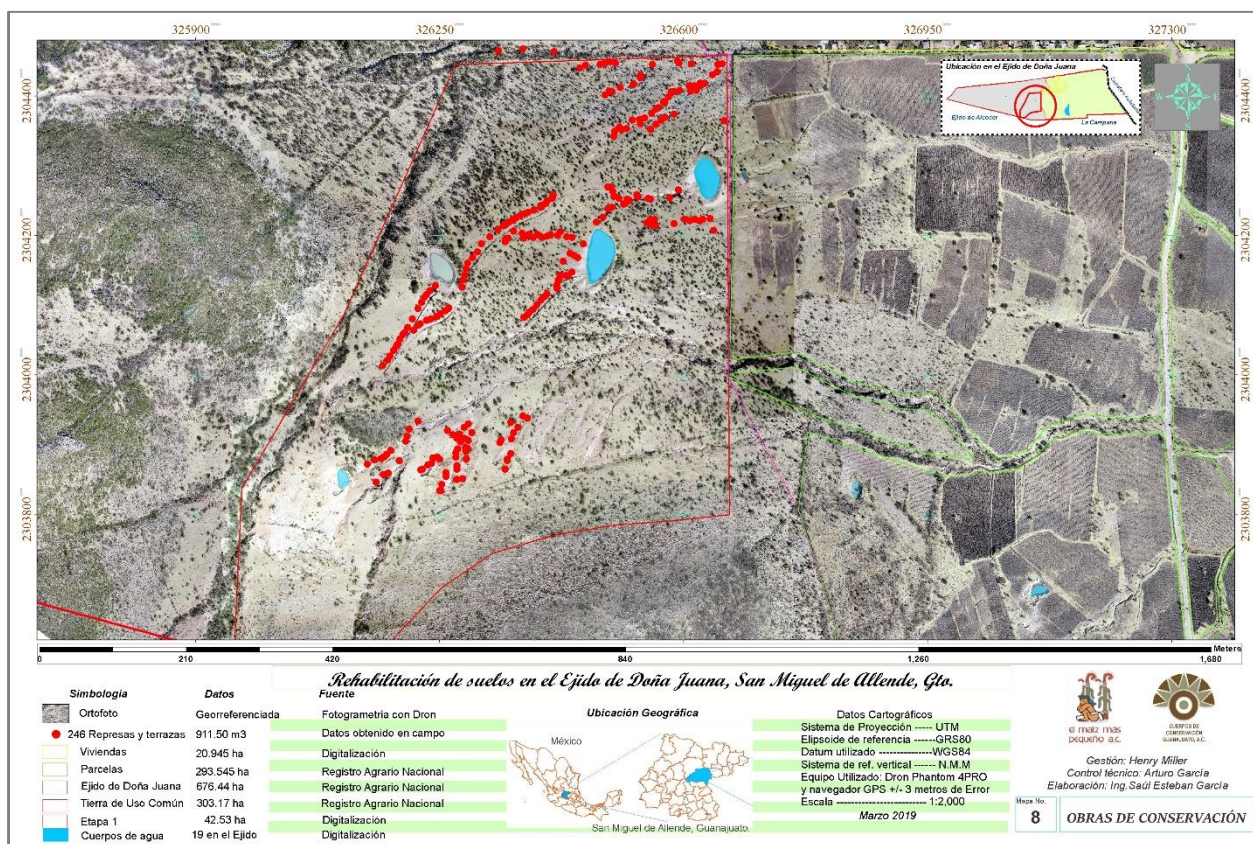 325900 326250 326600 326950 327300
2304400
2304200
2304000
2303800
2304400
2304200
2304000
2303800
Ubicación en el Ejido de Doña Juana
Ejido de Alcocer
La Campana
W E
0 210 420 840 1,260 1,680
Meters
Rehabilitación de suelos en el Ejido de Doña Juana, San Miguel de Allende, Gto.
Simbología Datos Fuente
Ortofoto Georreferenciada Fotogrametria con Dron
246 Represas y terrazas 911.50 m3 Datos obtenido en campo
Viviendas 20.945 ha Digitalización
Parcelas 293.545 ha Registro Agrario Nacional
Ejido de Doña Juana 676.44 ha Registro Agrario Nacional
Tierra de Uso Común 303.17 ha Registro Agrario Nacional
Etapa 1 42.53 ha Digitalización
Cuerpos de agua 19 en el Ejido Digitalización
Ubicación Geográfica
México
San Miguel de Allende, Guanajuato.
Datos Cartográficos
Sistema de Proyección ----- UTM
Elipsoide de referencia -----GRS80
Datum utilizado --------------WGS84
Sistema de ref. vertical ----- N.M.M
Equipo Utilizado: Dron Phantom 4PRO
y navegador GPS +/- 3 metros de Error
Escala -------------------------- 1:2,000
Marzo 2019
el maíz más
pequeño a.c.
CUERPOS DE
CONSERVACIÓN
GUANAJUATO, A.C.
Gestión: Henry Miller
Control técnico: Arturo García
Elaboración: Ing.Saúl Esteban García
Mapa No.
8
OBRAS DE CONSERVACIÓN